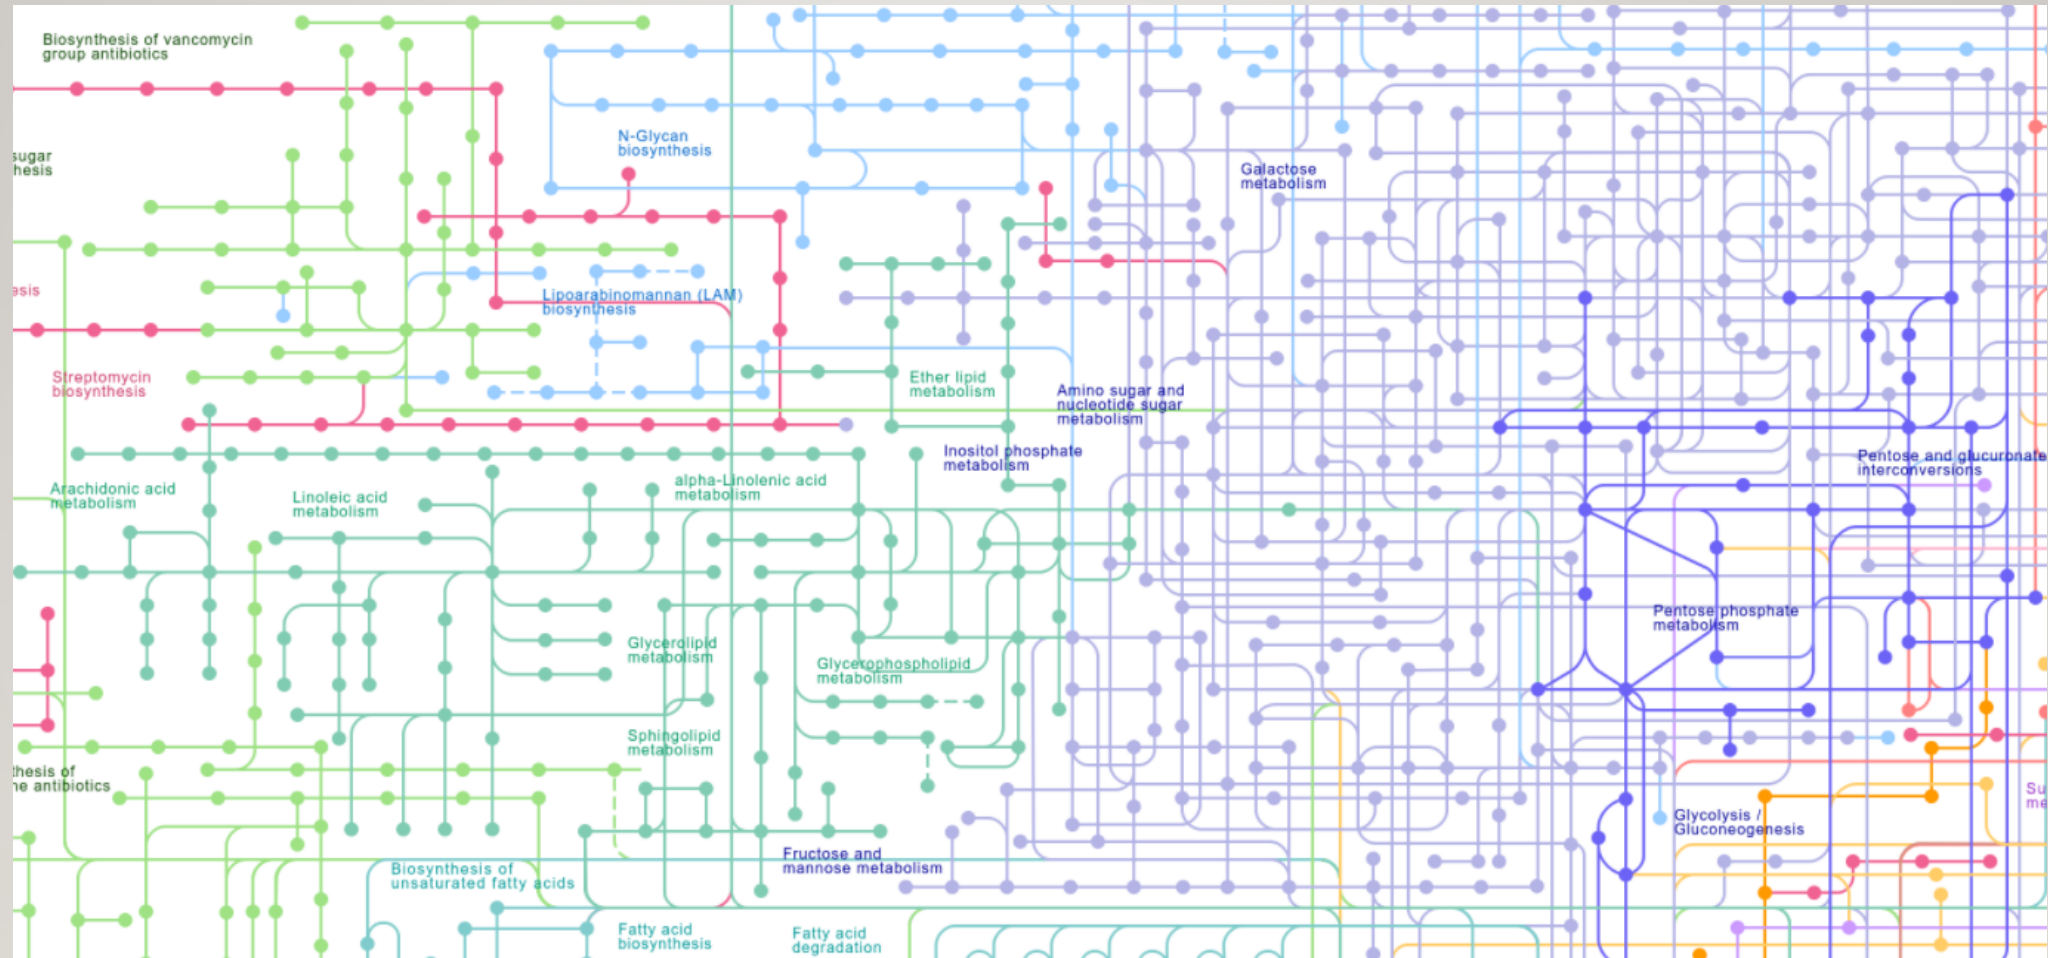 Biosynthesis of vancomycin
group antibiotics
N-Glycan
biosynthesis
sugar
hesis
Galactose
metabolism
esis
Lipoarabinomannan (LAM)
biosynthesis
Streptomycin
biosynthesis
Ether lipid
metabolism
Amino sugar and
nucleotide sugar
metabolism
Inositol phosphate
metabolism
Pentose and glucuronate
interconversions
Arachidonic acid
metabolism
Linoleic acid
metabolism
alpha-Linolenic acid
metabolism
Pentose phosphate
metabolism
Glycerolipid
metabolism
Glycerophospholipid
metabolism
Sphingolipid
metabolism
hesis of
ne antibiotics
Su
me
Glycolysis /
Gluconeogenesis
Fructose and
mannose metabolism
Biosynthesis of
unsaturated fatty acids
Fatty acid
biosynthesis
Fatty acid
degradation